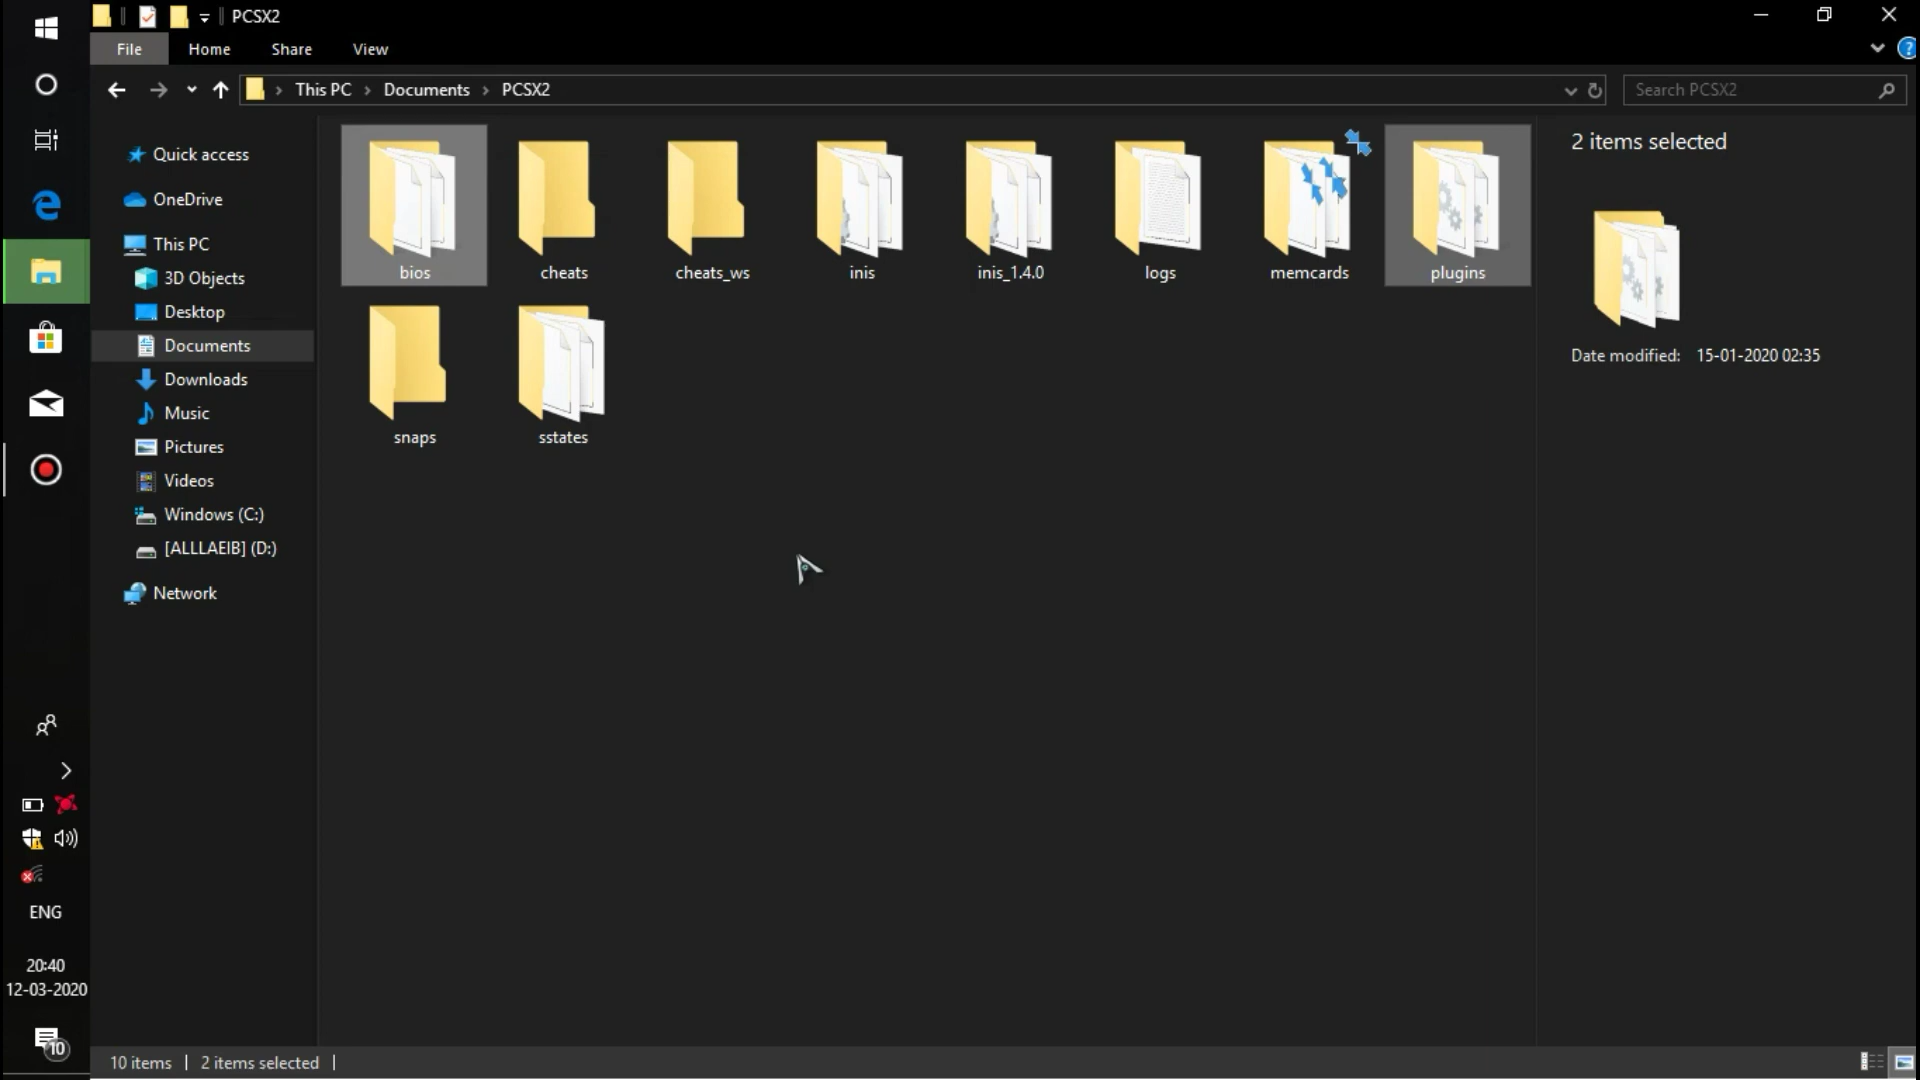 PCSX2
File Home Share View
This PC Documents PCSX2
Search PCSX2
Quick access
OneDrive
This PC
3D Objects
Desktop
Documents
Downloads
Music
Pictures
Videos
Windows (C:)
[ALLLAEIB] (D:)
Network
bios cheats cheats_ws inis inis_1.4.0 logs memcards plugins
snaps sstates
2 items selected
Date modified: 15-01-2020 02:35
ENG
20:40
12-03-2020
10
10 items 2 items selected